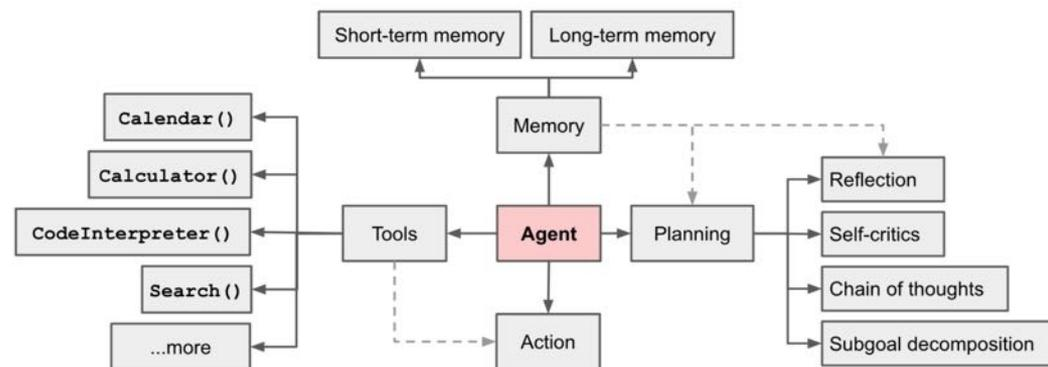 Short-term memory
Long-term memory
Calendar()
Memory
Calculator()
Reflection
CodeInterpreter()
Tools
Agent
Planning
Self-critics
Search()
Chain of thoughts
...more
Action
Subgoal decomposition